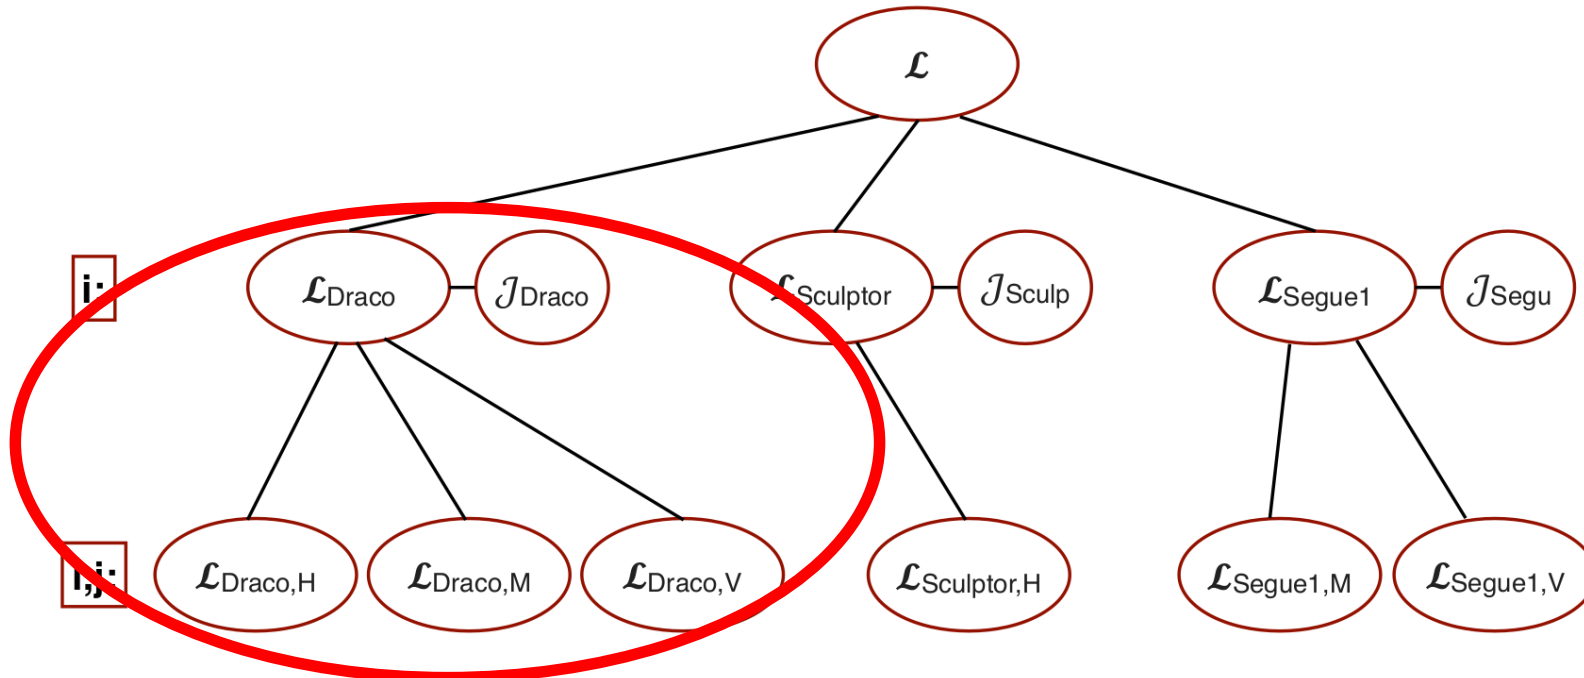 ℒ
i:
ℒDraco 𝒥Draco ℒSculptor 𝒥Sculp ℒSegue1 𝒥Segu
i,j:
ℒDraco,H ℒDraco,M ℒDraco,V ℒSculptor,H ℒSegue1,M ℒSegue1,V